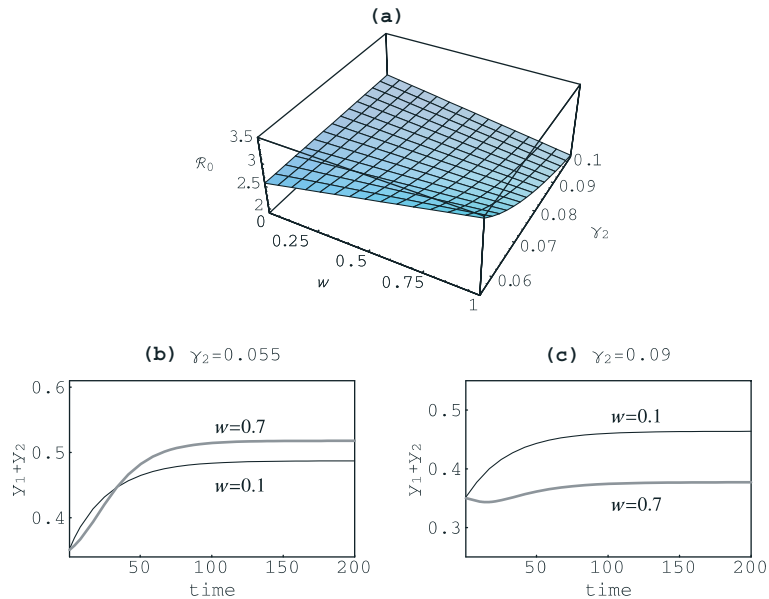 (a)
3.5
3
2.5
2
0
ℛ₀
0.25
0.5
0.75
1
w
0.1
0.09
0.08
0.07
0.06
γ₂
(b) γ₂=0.055
0.6
0.5
0.4
y₁+y₂
w=0.7
w=0.1
50 100 150 200
time
(c) γ₂=0.09
0.5
0.4
0.3
y₁+y₂
w=0.1
w=0.7
50 100 150 200
time